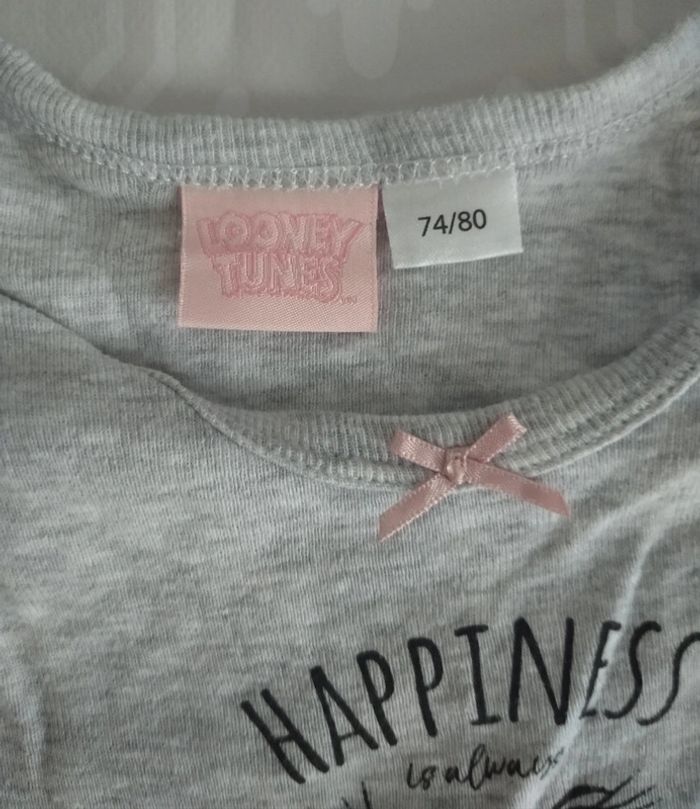 LOONEY
TUNES
74/80
HAPPINESS
is always